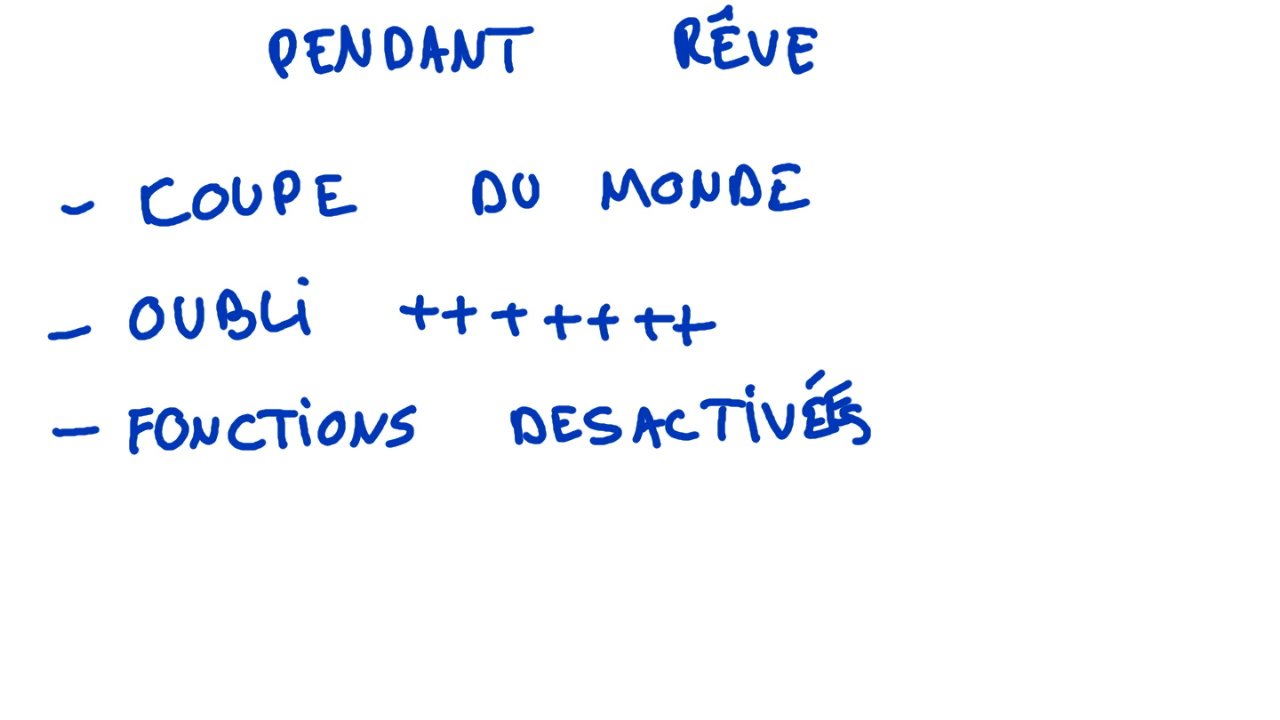 PENDANT RÊVE
- COUPE DU MONDE
- OUBLi +++++++
- FONCTiONS DESACTiVÉES